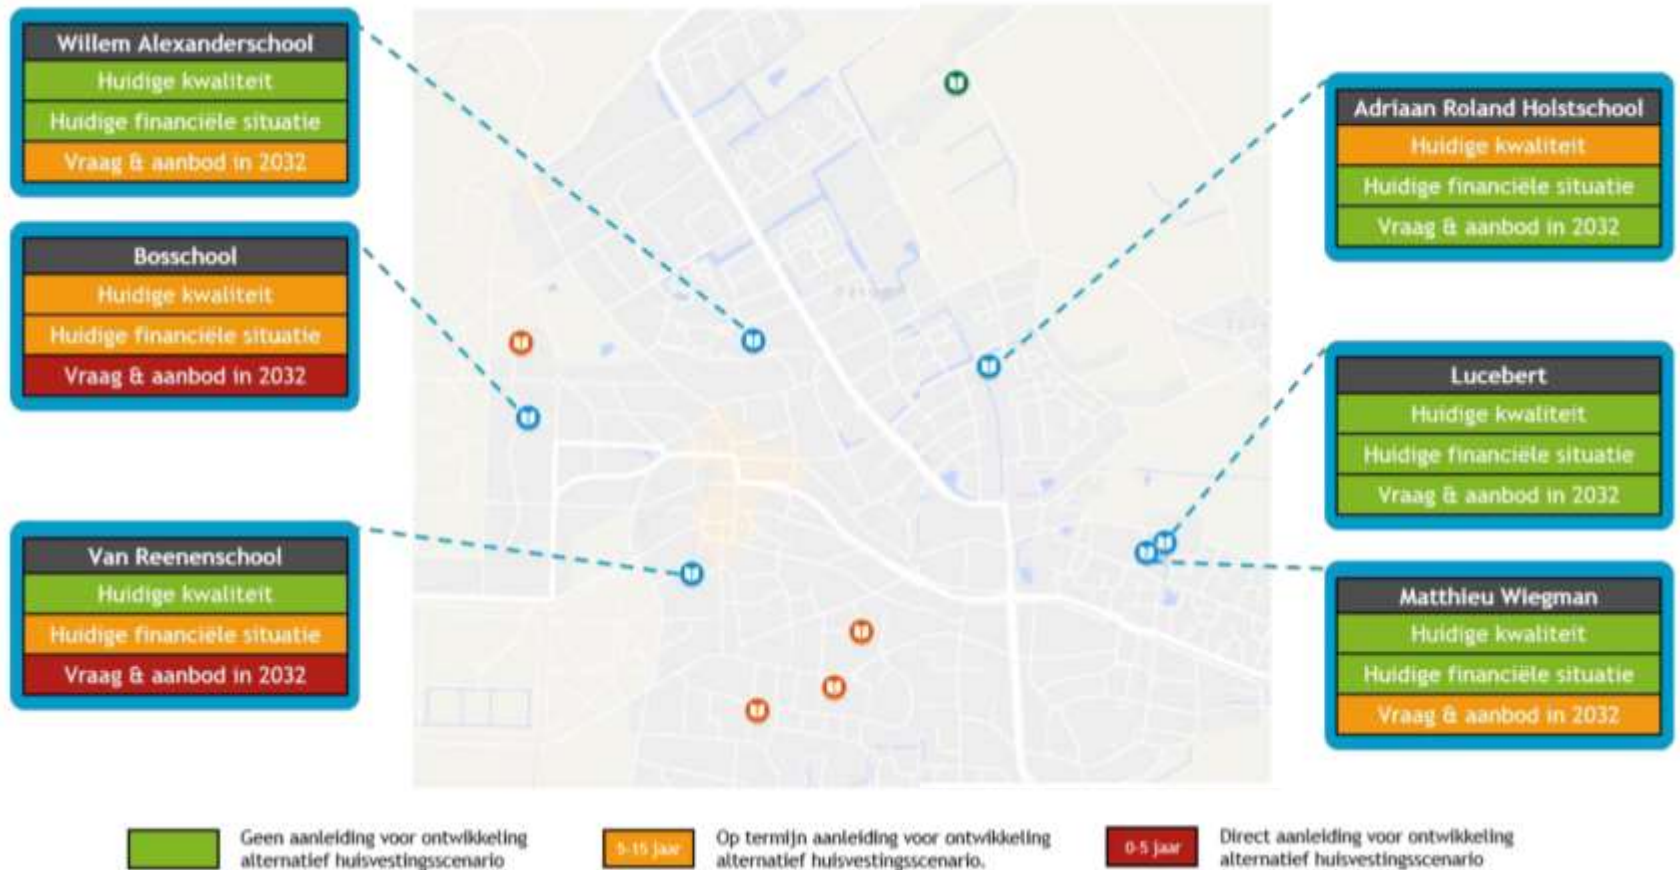 Willem Alexanderschool
Huidige kwaliteit
Huidige financiële situatie
Vraag & aanbod in 2032
Bosschool
Huidige kwaliteit
Huidige financiële situatie
Vraag & aanbod in 2032
Van Reenenschool
Huidige kwaliteit
Huidige financiële situatie
Vraag & aanbod in 2032
Adriaan Roland Holstschool
Huidige kwaliteit
Huidige financiële situatie
Vraag & aanbod in 2032
Lucebert
Huidige kwaliteit
Huidige financiële situatie
Vraag & aanbod in 2032
Matthieu Wiegman
Huidige kwaliteit
Huidige financiële situatie
Vraag & aanbod in 2032
Geen aanleiding voor ontwikkeling
alternatief huisvestingsscenario
5-15 jaar
Op termijn aanleiding voor ontwikkeling
alternatief huisvestingsscenario.
0-5 jaar
Direct aanleiding voor ontwikkeling
alternatief huisvestingsscenario